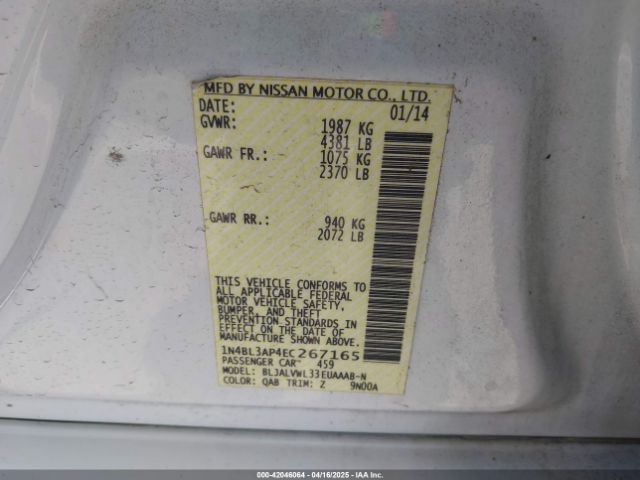 MFD BY NISSAN MOTOR CO., LTD.
DATE: 01/14
GVWR: 1987 KG
4381 LB
GAWR FR.: 1075 KG
2370 LB
GAWR RR.: 940 KG
2072 LB
THIS VEHICLE CONFORMS TO
ALL APPLICABLE FEDERAL
MOTOR VEHICLE SAFETY,
BUMPER, AND THEFT
PREVENTION STANDARDS IN
EFFECT ON THE DATE OF
MANUFACTURE SHOWN ABOVE.
1N4BL3AP4EC267165
PASSENGER CAR 459
MODEL: BLJALVWL33EUAAAB-N
COLOR: QAB TRIM: Z 9N00A
000-42046064 - 04/16/2025 - IAA Inc.